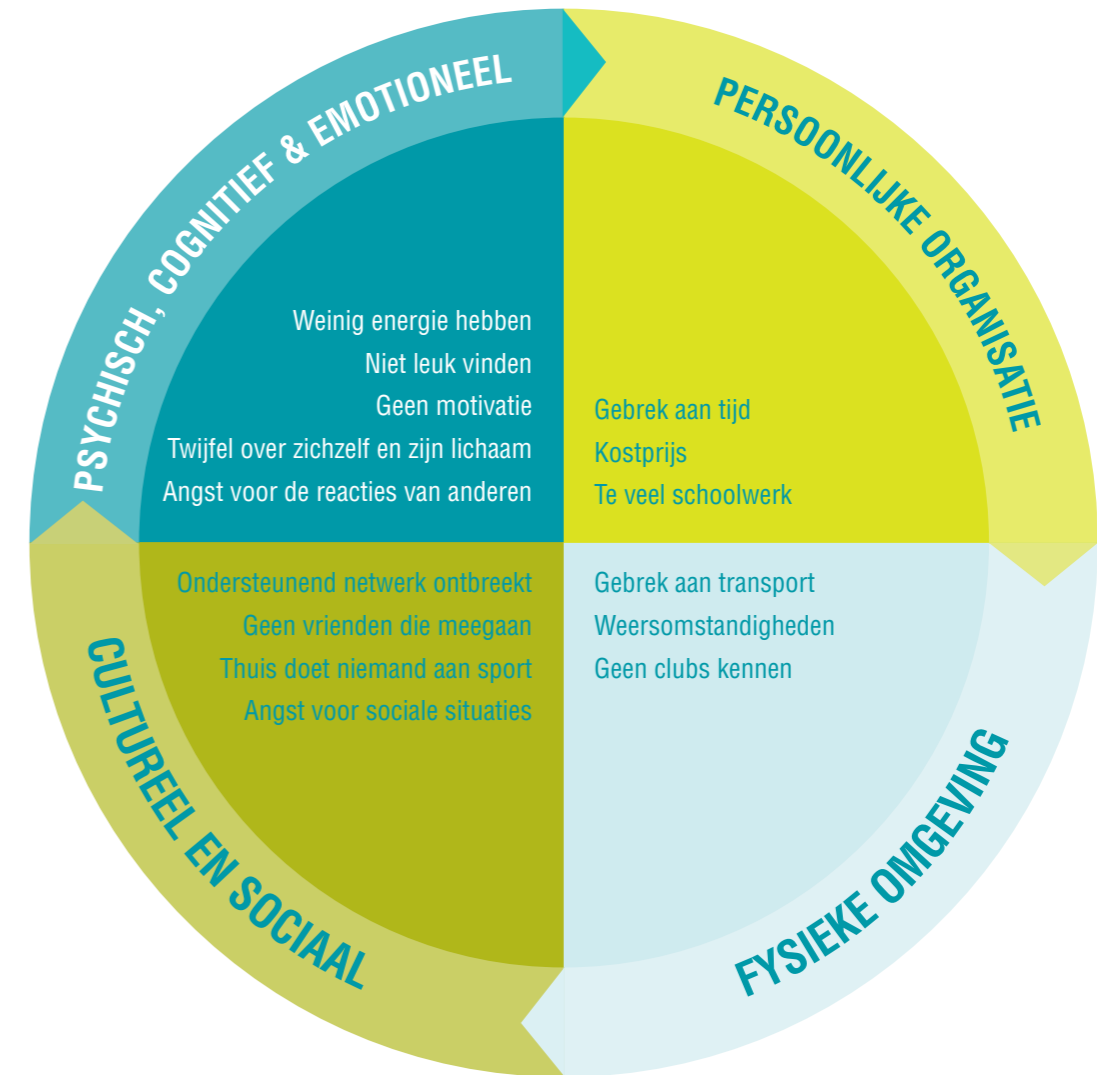 PSYCHISCH, COGNITIEF & EMOTIONEEL
Weinig energie hebben
Niet leuk vinden
Geen motivatie
Twijfel over zichzelf en zijn lichaam
Angst voor de reacties van anderen
PERSOONLIJKE ORGANISATIE
Gebrek aan tijd
Kostprijs
Te veel schoolwerk
CULTUREEL EN SOCIAAL
Ondersteunend netwerk ontbreekt
Geen vrienden die meegaan
Thuis doet niemand aan sport
Angst voor sociale situaties
FYSIEKE OMGEVING
Gebrek aan transport
Weersomstandigheden
Geen clubs kennen